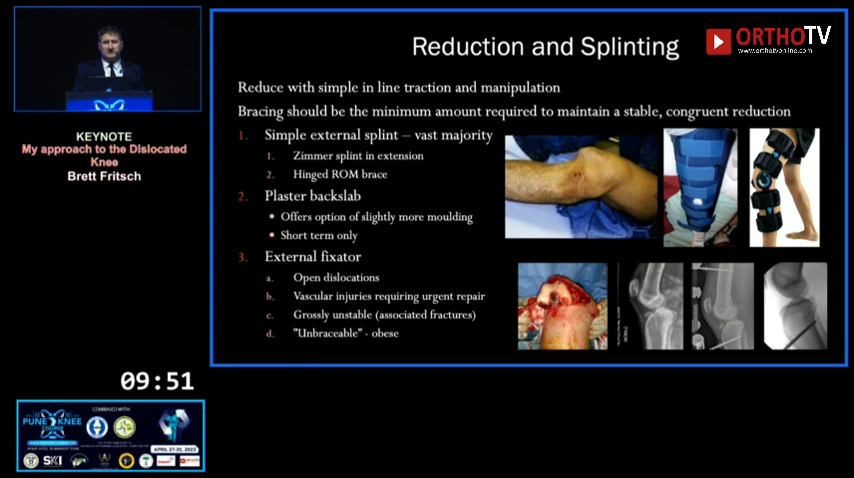 Reduction and Splinting
ORTHOTV
www.orthotvonline.com
Reduce with simple in line traction and manipulation
Bracing should be the minimum amount required to maintain a stable, congruent reduction
1. Simple external splint – vast majority
1. Zimmer splint in extension
2. Hinged ROM brace
2. Plaster backslab
• Offers option of slightly more moulding
• Short term only
3. External fixator
a. Open dislocations
b. Vascular injuries requiring urgent repair
c. Grossly unstable (associated fractures)
d. "Unbraceable" - obese
KEYNOTE
My approach to the Dislocated
Knee
Brett Fritsch
09:51
COMBINED WITH
PUNE KNEE
COURSE
APRIL 27-30, 2023
SKI